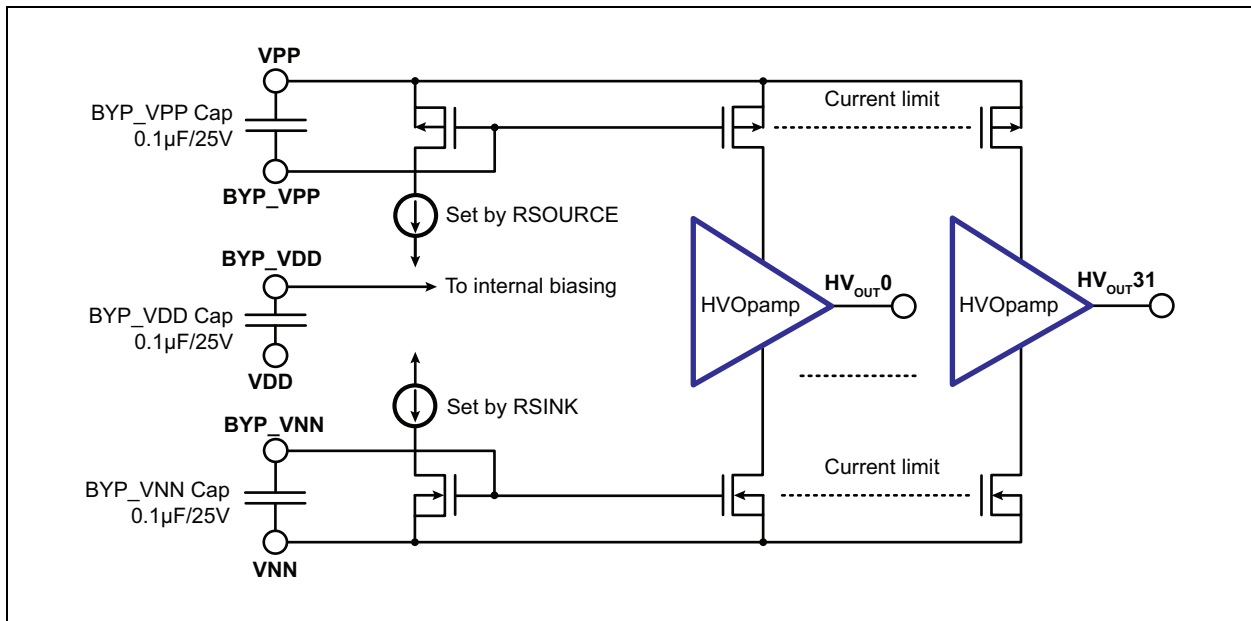 VPP
BYP_VPP Cap
0.1µF/25V
BYP_VPP
Current limit
Set by RSOURCE
BYP_VDD
To internal biasing
BYP_VDD Cap
0.1µF/25V
VDD
HVOpamp
HVOUT0
HVOpamp
HVOUT31
Set by RSINK
BYP_VNN
BYP_VNN Cap
0.1µF/25V
Current limit
VNN